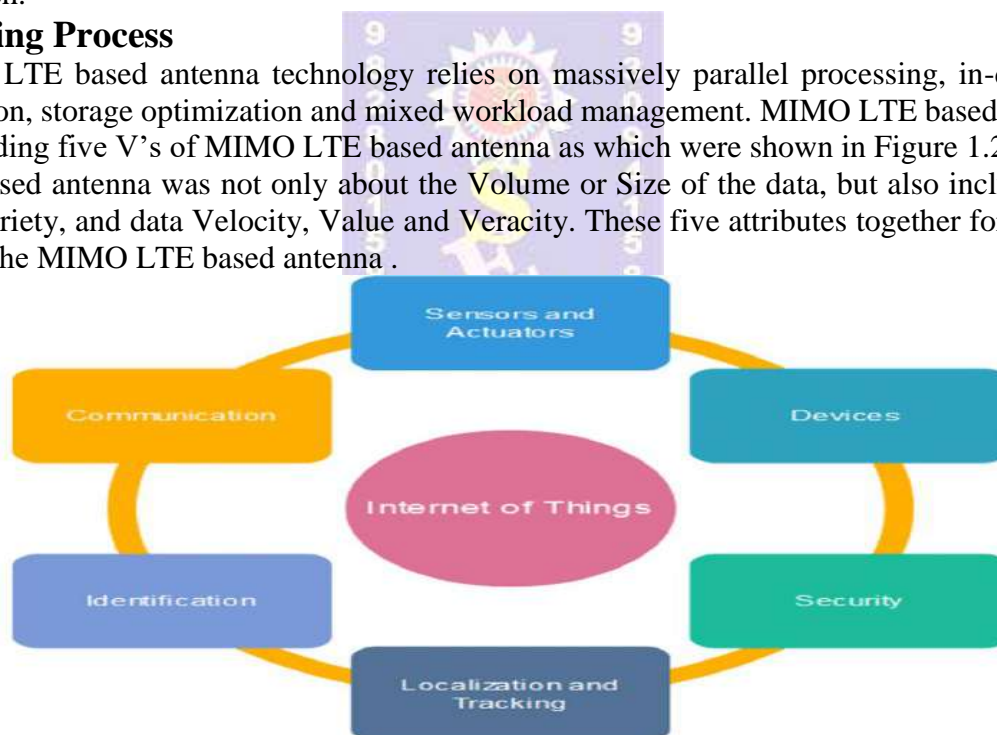 ing Process
LTE based antenna technology relies on massively parallel processing, in-
on, storage optimization and mixed workload management. MIMO LTE based
ding five V's of MIMO LTE based antenna as which were shown in Figure 1.2
sed antenna was not only about the Volume or Size of the data, but also incl
riety, and data Velocity, Value and Veracity. These five attributes together for
he MIMO LTE based antenna .
Sensors and
Actuators
Communication
Devices
Internet of Things
Identification
Security
Localization and
Tracking